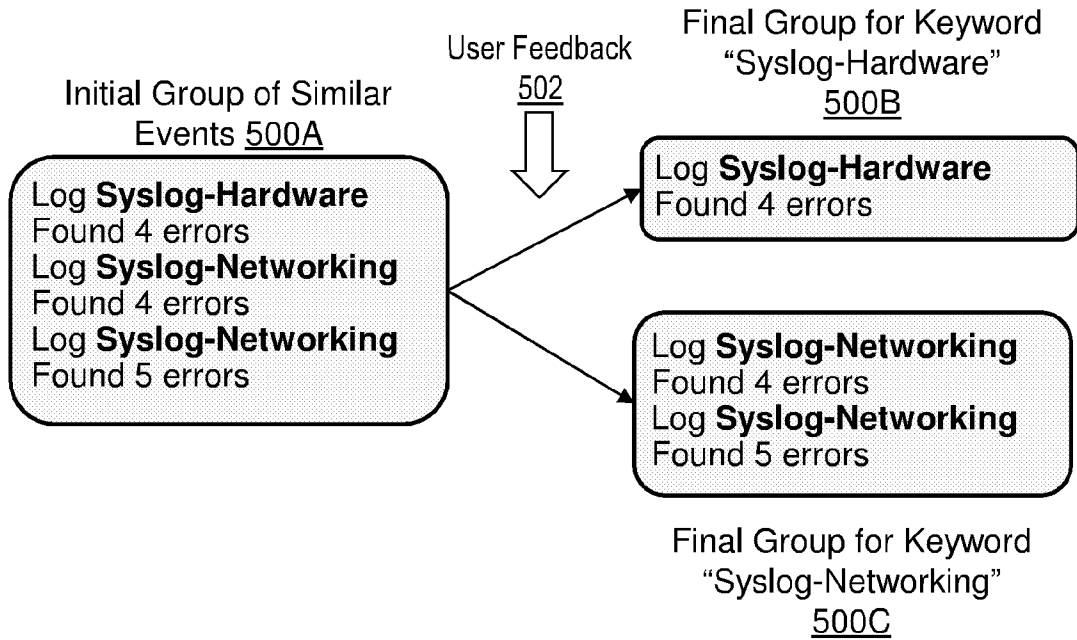 Initial Group of Similar
Events 500A
Log Syslog-Hardware
Found 4 errors
Log Syslog-Networking
Found 4 errors
Log Syslog-Networking
Found 5 errors
User Feedback
502
Final Group for Keyword
“Syslog-Hardware”
500B
Log Syslog-Hardware
Found 4 errors
Log Syslog-Networking
Found 4 errors
Log Syslog-Networking
Found 5 errors
Final Group for Keyword
“Syslog-Networking”
500C